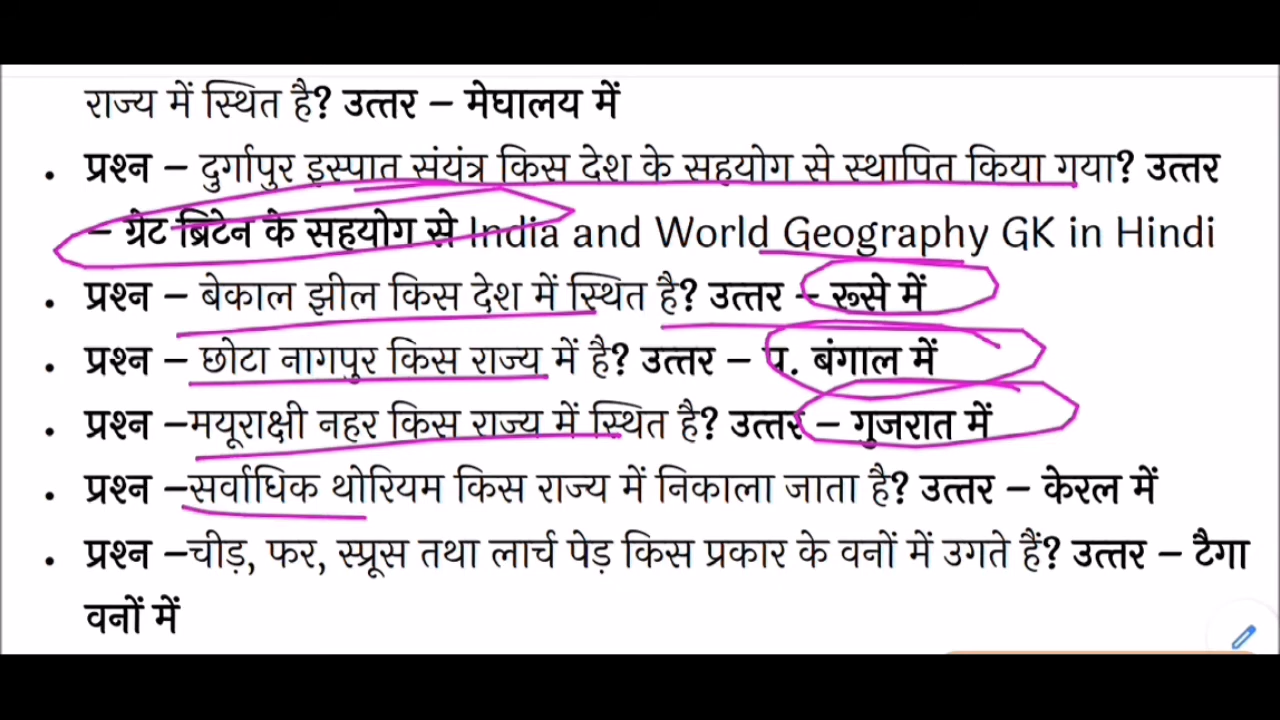 राज्य में स्थित है? उत्तर – मेघालय में
• प्रश्न – दुर्गापुर इस्पात संयंत्र किस देश के सहयोग से स्थापित किया गया? उत्तर
– ग्रेट ब्रिटेन के सहयोग से India and World Geography GK in Hindi
• प्रश्न – बेकाल झील किस देश में स्थित है? उत्तर – रूसे में
• प्रश्न – छोटा नागपुर किस राज्य में है? उत्तर – प. बंगाल में
• प्रश्न –मयूराक्षी नहर किस राज्य में स्थित है? उत्तर – गुजरात में
• प्रश्न –सर्वाधिक थोरियम किस राज्य में निकाला जाता है? उत्तर – केरल में
• प्रश्न –चीड़, फर, स्प्रूस तथा लार्च पेड़ किस प्रकार के वनों में उगते हैं? उत्तर – टैगा
वनों में